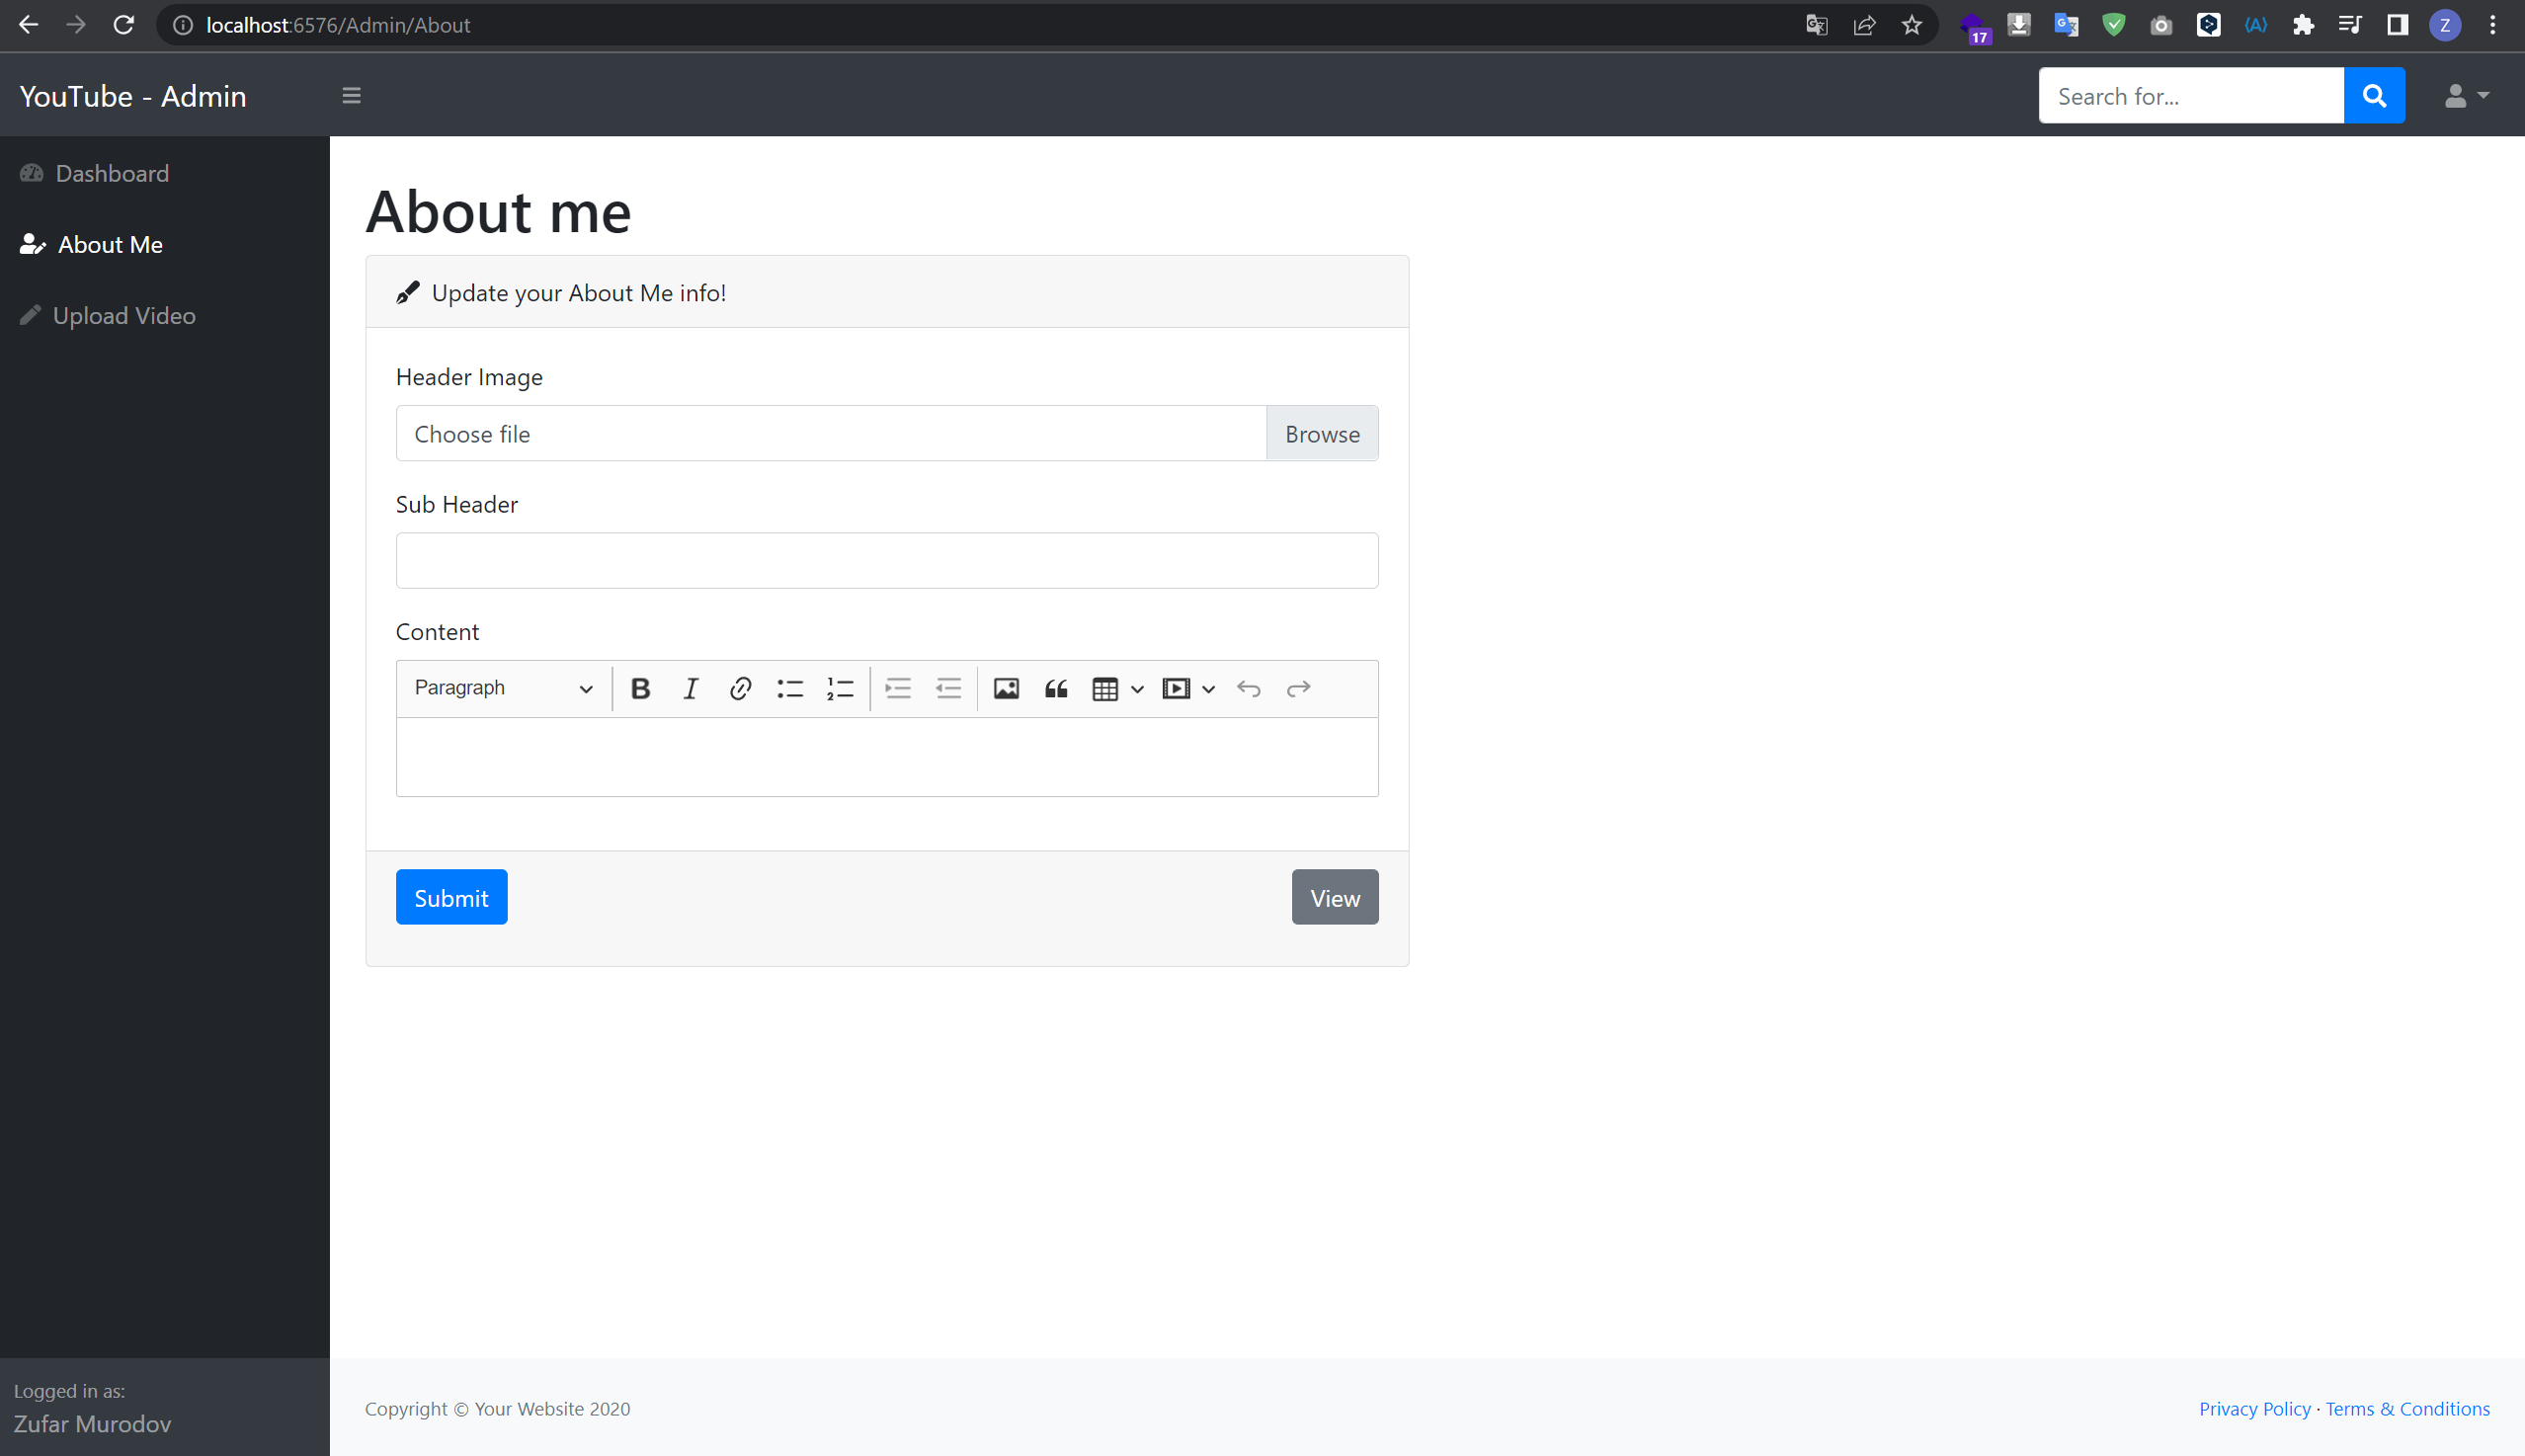 localhost:6576/Admin/About
17
Z
YouTube - Admin
Search for...
Dashboard
About Me
Upload Video
About me
Update your About Me info!
Header Image
Choose file
Browse
Sub Header
Content
Paragraph
Submit
View
Logged in as:
Zufar Murodov
Copyright © Your Website 2020
Privacy Policy · Terms & Conditions